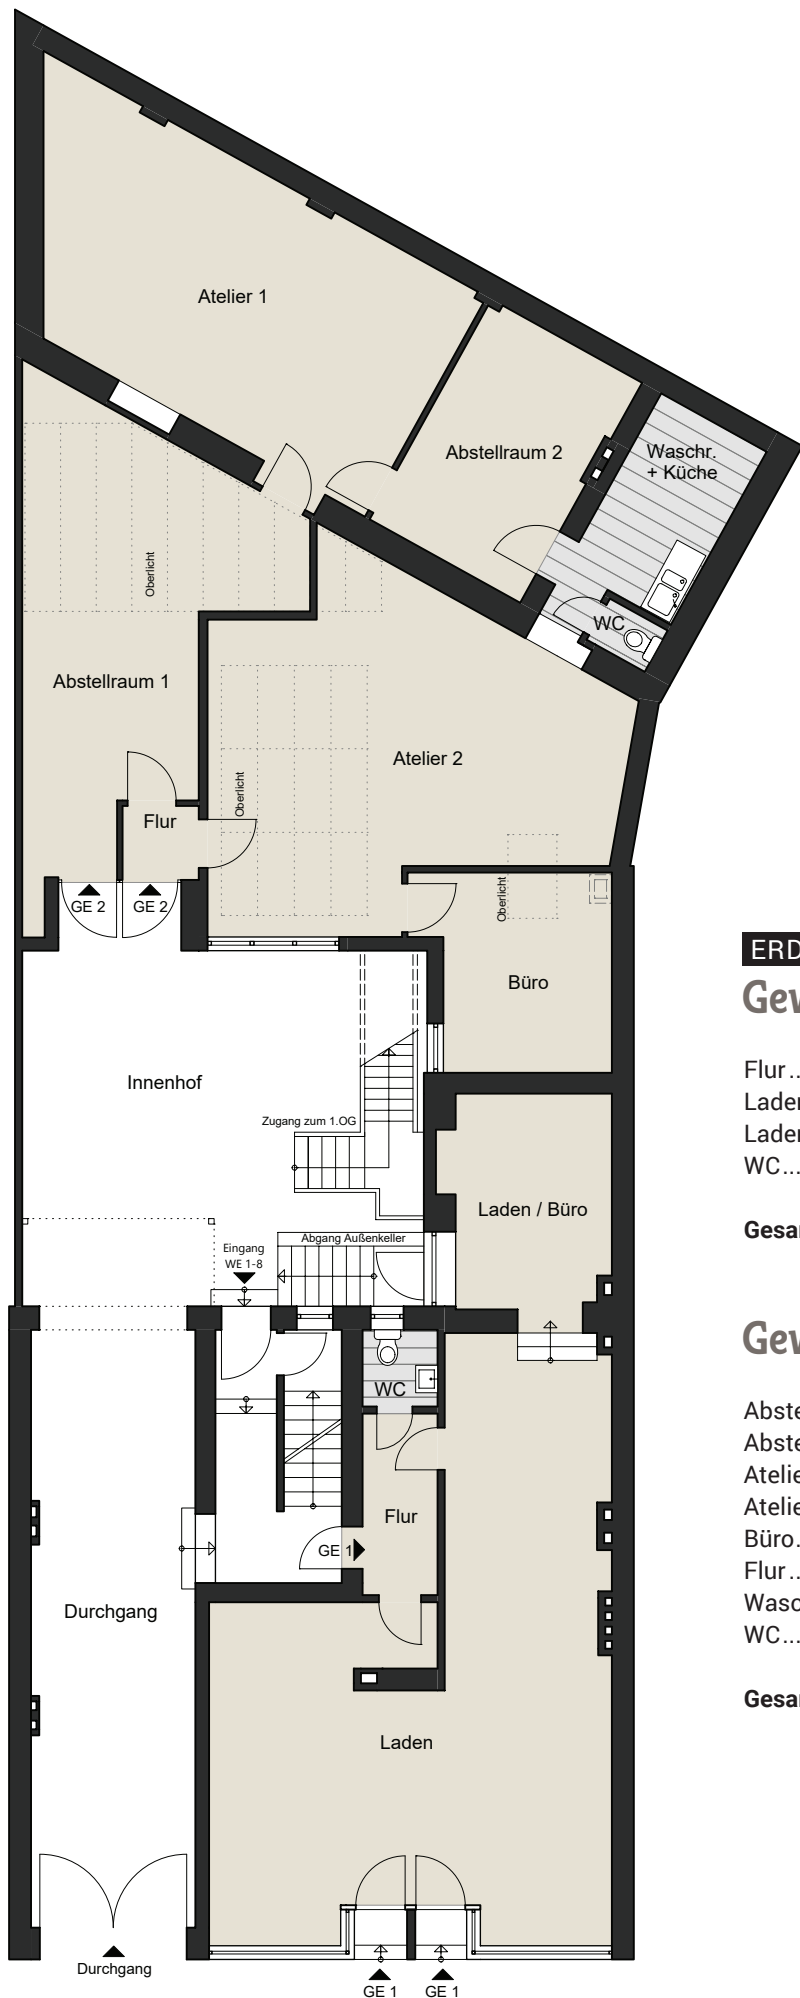 Atelier 1
Abstellraum 2
Waschr.
+ Küche
Oberlicht
WC
Abstellraum 1
Atelier 2
Oberlicht
Flur
Oberlicht
GE 2
GE 2
Büro
Innenhof
Zugang zum 1.OG
Laden / Büro
Abgang Außenkeller
Eingang
WE 1-8
WC
Flur
GE 1
Durchgang
Laden
Durchgang
GE 1
GE 1
ERD
Gew
Flur..
Laden
Laden
WC...
Gesar
Gew
Abste
Abste
Atelie
Atelie
Büro.
Flur..
Wasc
WC...
Gesar